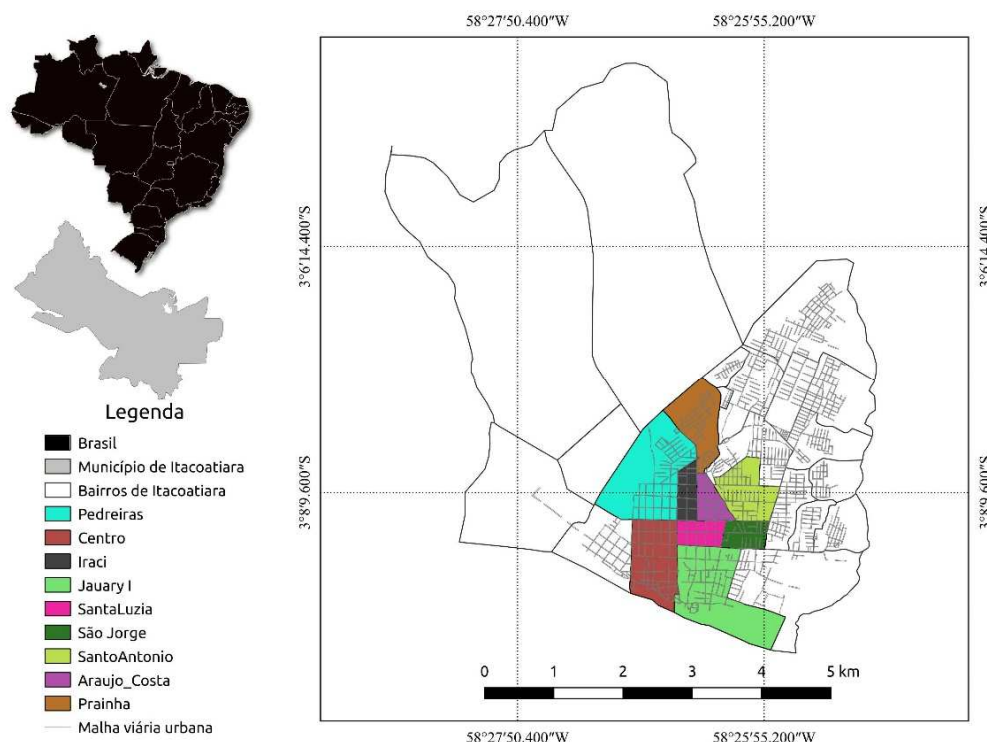 58°27'50.400"W
58°25'55.200"W
3°6'14.400"S
3°6'14.400"S
3°8'9.600"S
3°8'9.600"S
Legenda
Brasil
Município de Itacoatiara
Bairros de Itacoatiara
Pedreiras
Centro
Iraci
Jauary I
SantaLuzia
São Jorge
SantoAntonio
Araujo_Costa
Prainha
Malha viária urbana
0 1 2 3 4 5 km
58°27'50.400"W
58°25'55.200"W